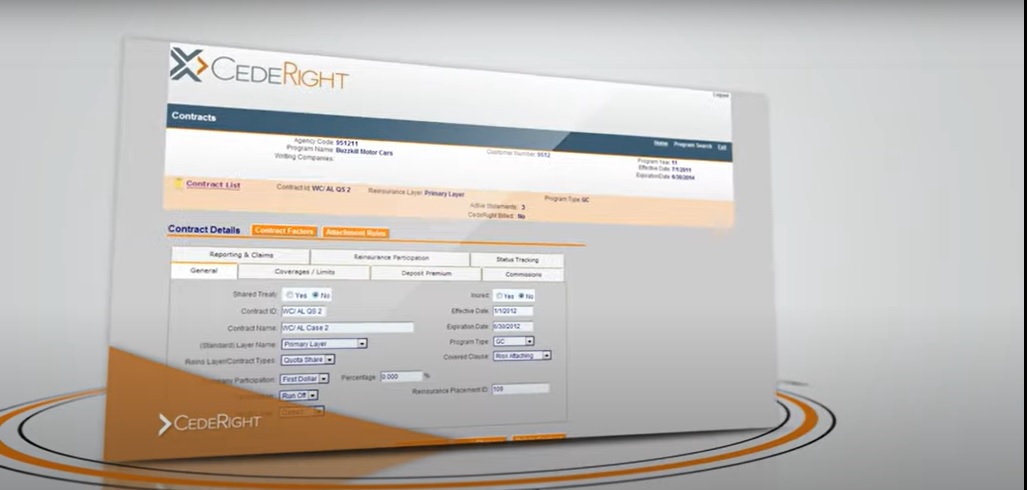 CEDERIGHT
Logout
Contracts
Home Program Search Exit
Agency Code: 951211
Program Name: Buzzkill Motor Cars
Writing Companies:
Customer Number: 5512
Program Year: 11
Effective Date: 7/1/2011
Expiration Date: 6/30/2014
Contract List
Contract Id: WC/ AL QS 2 Reinsurance Layer: Primary Layer Program Type: GC
Active Statements: 3
CedeRight Billed: No
Contract Details Contract Factors Attachment Rules
Reporting & Claims Reinsurance Participation Status Tracking
General Coverages / Limits Deposit Premium Commissions
Shared Treaty: Yes No Insured: Yes No
Contract ID: WC/ AL QS 2 Effective Date: 7/1/2012
Contract Name: WC/ AL Case 2 Expiration Date: 6/30/2012
(Standard) Layer Name: Primary Layer Program Type: GC
Reins Layer/Contract Types: Quota Share Covered Clause: Risk Attaching
Participation: First Dollar Percentage: 0.000 %
Run Off Reinsurance Placement ID: 105
CEDERIGHT